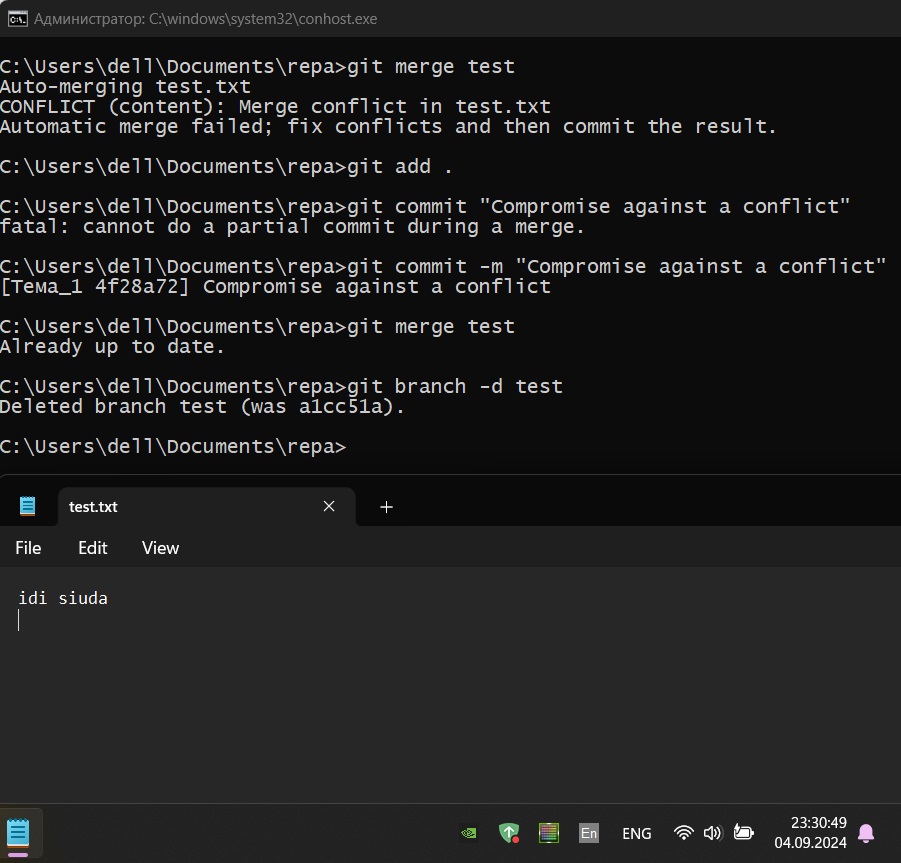 Администратор: C:\windows\system32\conhost.exe
C:\Users\dell\Documents\repa>git merge test
Auto-merging test.txt
CONFLICT (content): Merge conflict in test.txt
Automatic merge failed; fix conflicts and then commit the result.
C:\Users\dell\Documents\repa>git add .
C:\Users\dell\Documents\repa>git commit "Compromise against a conflict"
fatal: cannot do a partial commit during a merge.
C:\Users\dell\Documents\repa>git commit -m "Compromise against a conflict"
[Тема_1 4f28a72] Compromise against a conflict
C:\Users\dell\Documents\repa>git merge test
Already up to date.
C:\Users\dell\Documents\repa>git branch -d test
Deleted branch test (was a1cc51a).
C:\Users\dell\Documents\repa>
test.txt
File Edit View
idi siuda
En ENG 23:30:49
04.09.2024